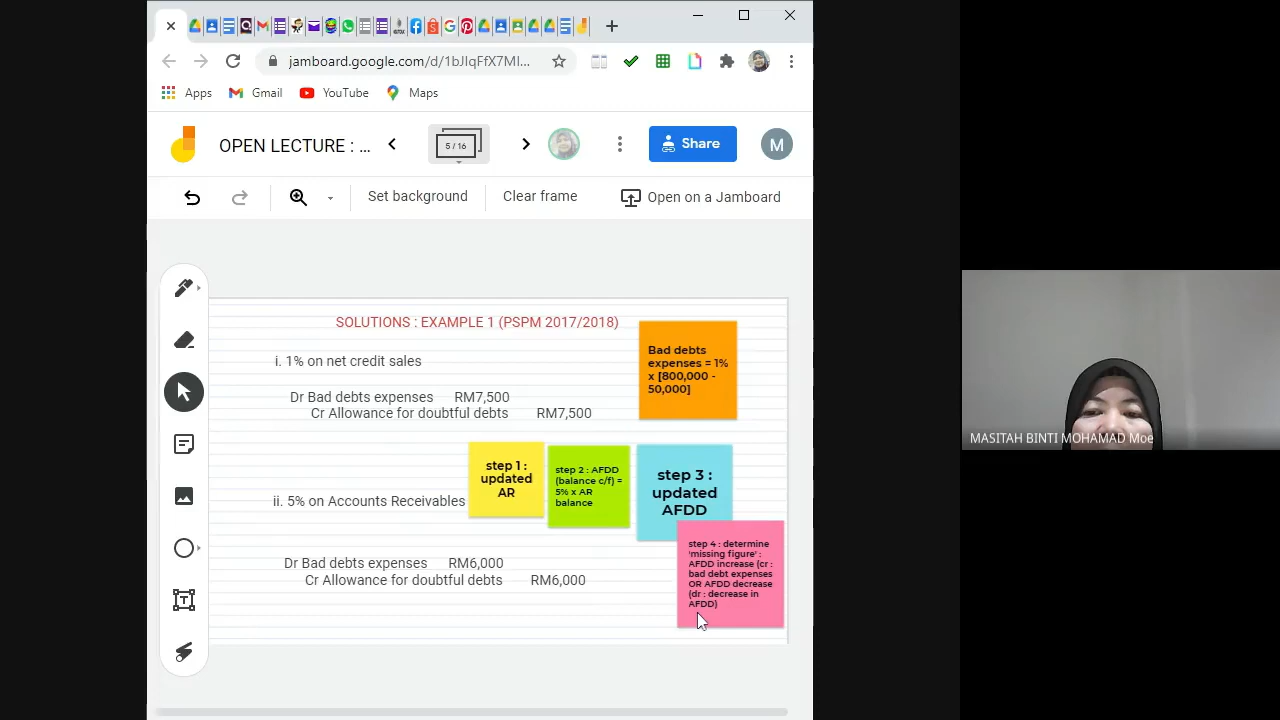 jamboard.google.com/d/1bJIqFfX7MI...
Apps
Gmail
YouTube
Maps
OPEN LECTURE : ...
5 / 16
Share
M
Set background
Clear frame
Open on a Jamboard
SOLUTIONS : EXAMPLE 1 (PSPM 2017/2018)
i. 1% on net credit sales
Dr Bad debts expenses RM7,500
Cr Allowance for doubtful debts RM7,500
Bad debts
expenses = 1%
x [800,000 -
50,000]
ii. 5% on Accounts Receivables
step 1 :
updated
AR
step 2 : AFDD
(balance c/f) =
5% x AR
balance
step 3 :
updated
AFDD
Dr Bad debts expenses RM6,000
Cr Allowance for doubtful debts RM6,000
step 4 : determine
'missing figure' :
AFDD increase (cr :
bad debt expenses
OR AFDD decrease
(dr : decrease in
AFDD)
MASITAH BINTI MOHAMAD Moe